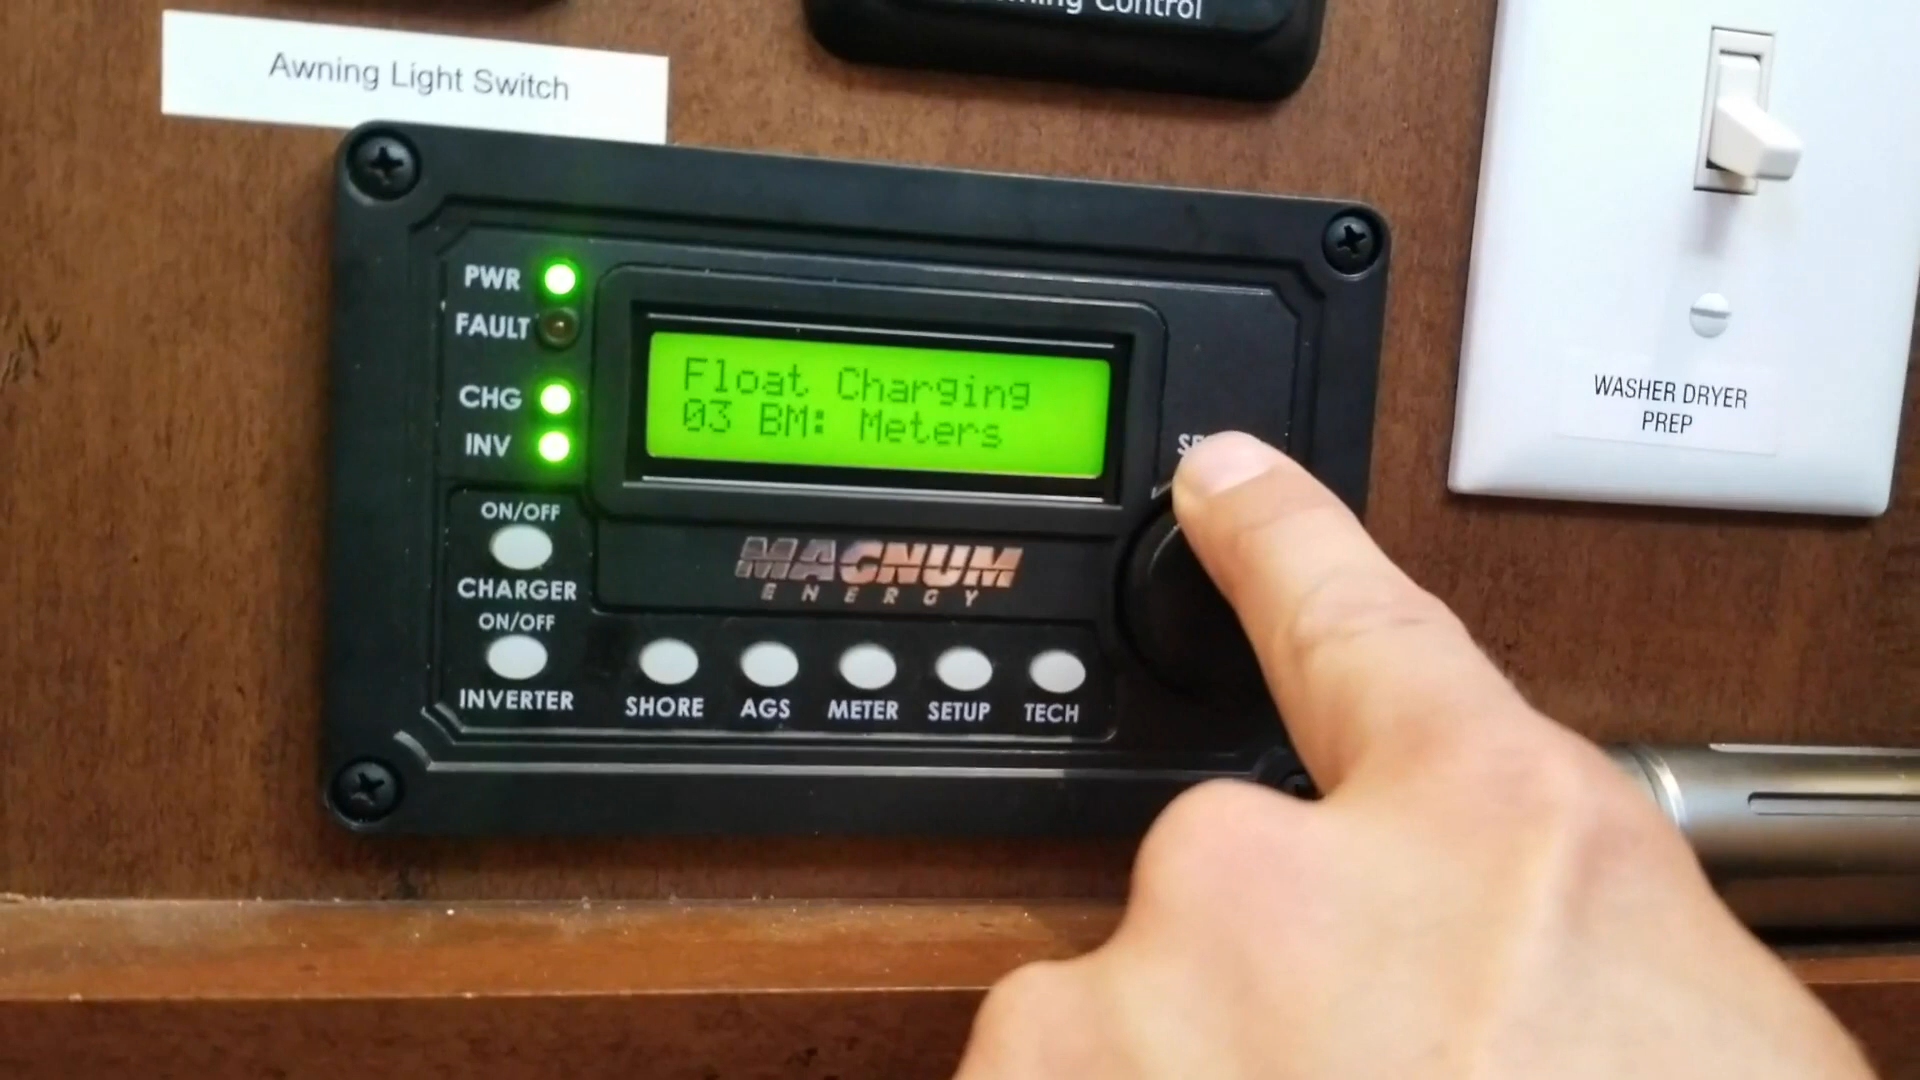 Control
Awning Light Switch
PWR
FAULT
CHG
INV
Float Charging
03 BM: Meters
ON/OFF
CHARGER
ON/OFF
INVERTER
MAGNUM
ENERGY
SHORE
AGS
METER
SETUP
TECH
WASHER DRYER
PREP